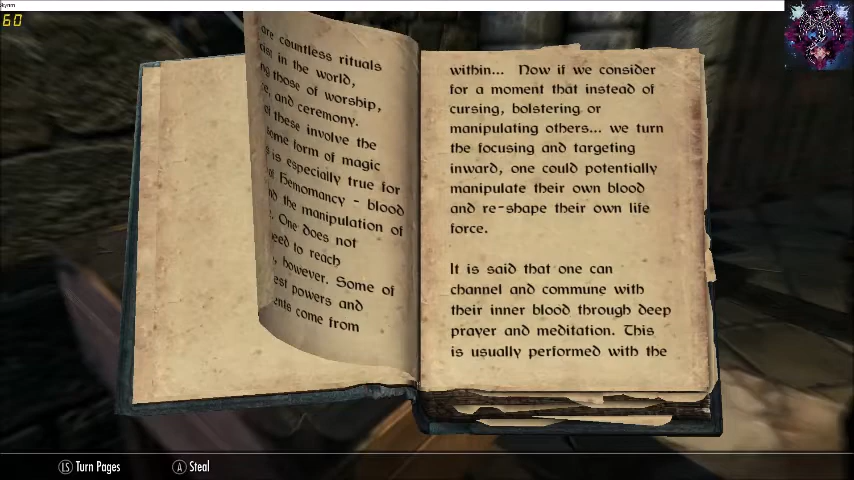 Skyrim
60
are countless rituals
in the world,
those of worship,
and ceremony.
these involve the
some form of magic
is especially true for
Hemomancy - blood
the manipulation of
One does not
need to reach
however. Some of
powers and
come from
within... Now if we consider
for a moment that instead of
cursing, bolstering or
manipulating others... we turn
the focusing and targeting
inward, one could potentially
manipulate their own blood
and re-shape their own life
force.
It is said that one can
channel and commune with
their inner blood through deep
prayer and meditation. This
is usually performed with the
LS Turn Pages
A Steal